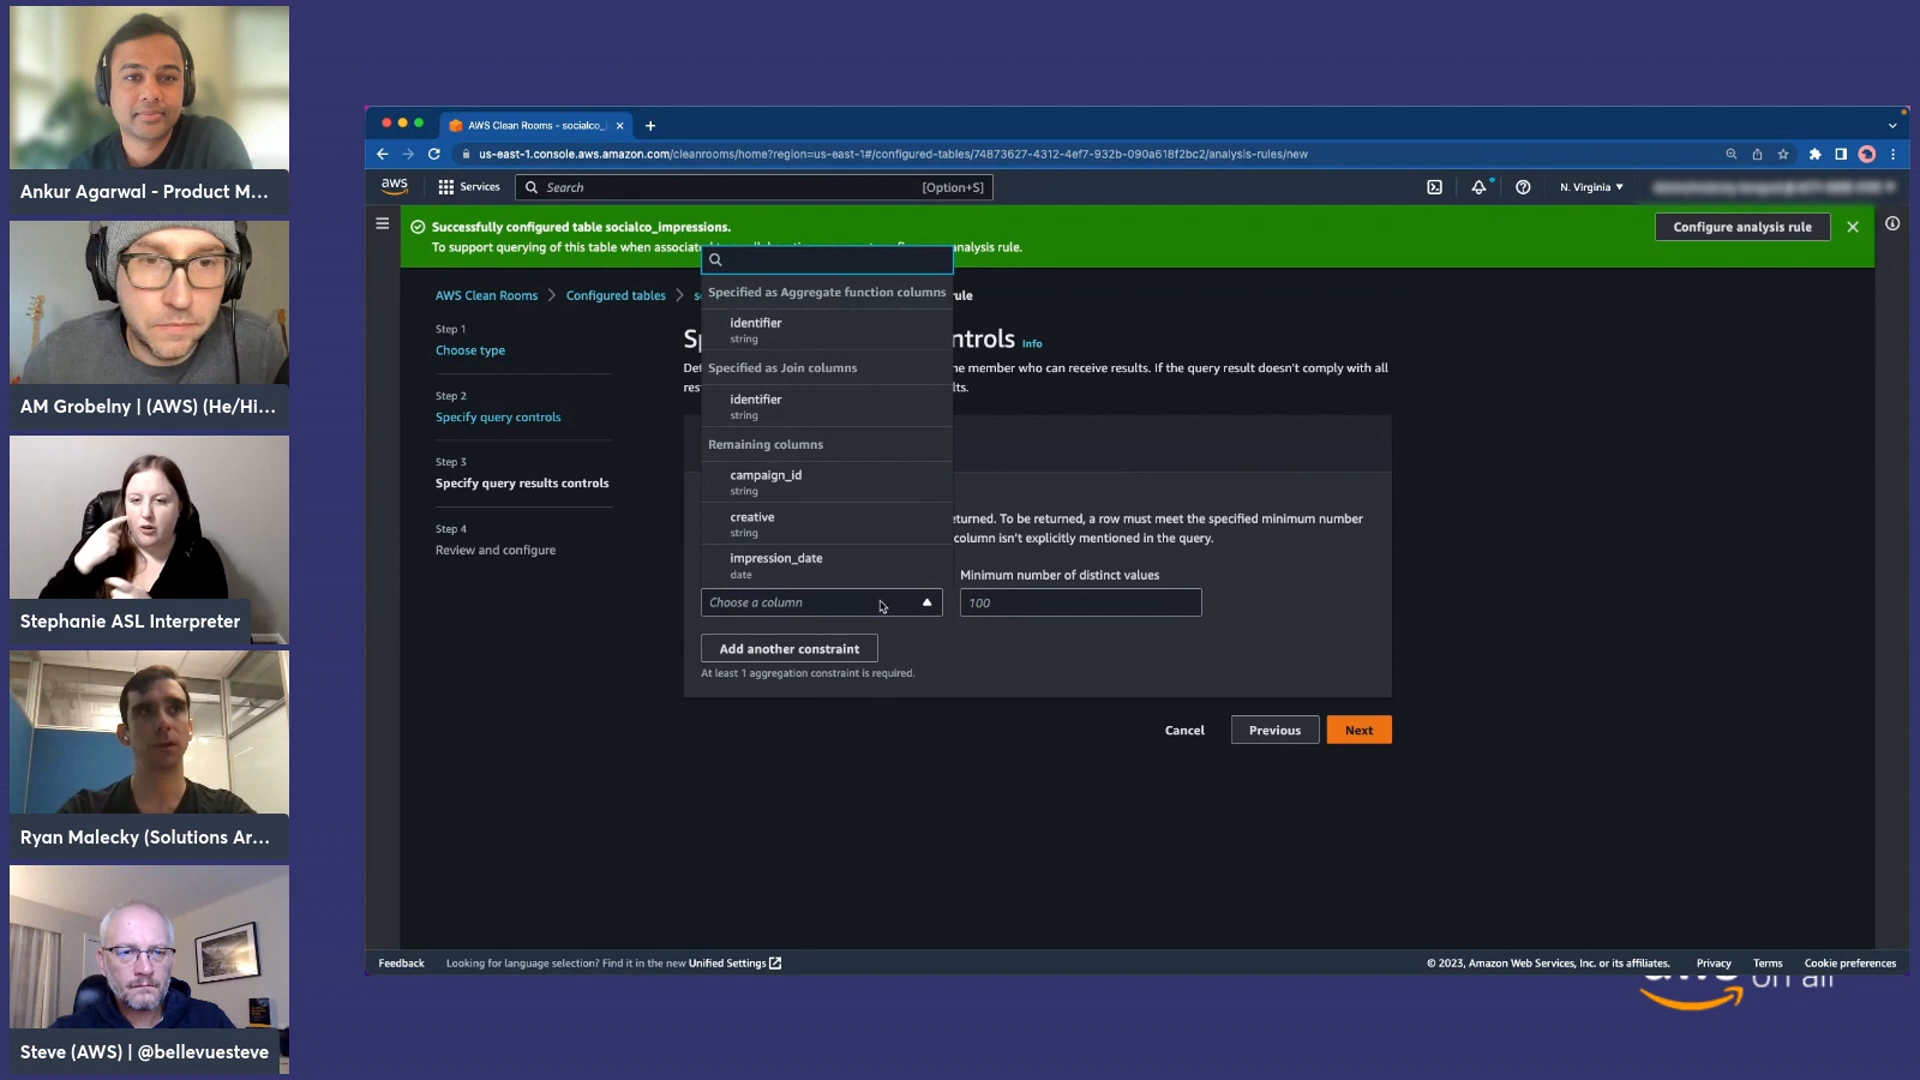 Ankur Agarwal - Product M...
AM Grobelny | (AWS) (He/Hi...
Stephanie ASL Interpreter
Ryan Malecky (Solutions Ar...
Steve (AWS) | @bellevuesteve
AWS Clean Rooms - socialco_
us-east-1.console.aws.amazon.com/cleanrooms/home?region=us-east-1#/configured-tables/74873627-4312-4ef7-932b-090a618f2bc2/analysis-rules/new
aws
Services
Search
[Option+S]
N. Virginia
Successfully configured table socialco_impressions.
To support querying of this table when associated analysis rule.
Configure analysis rule
AWS Clean Rooms
Configured tables
Step 1
Choose type
Step 2
Specify query controls
Step 3
Specify query results controls
Step 4
Review and configure
ntrols Info
he member who can receive results. If the query result doesn't comply with all
lts.
Specified as Aggregate function columns
identifier
string
Specified as Join columns
identifier
string
Remaining columns
campaign_id
string
creative
string
impression_date
date
eturned. To be returned, a row must meet the specified minimum number
column isn't explicitly mentioned in the query.
Minimum number of distinct values
Choose a column
100
Add another constraint
At least 1 aggregation constraint is required.
Cancel
Previous
Next
Feedback
Looking for language selection? Find it in the new Unified Settings
© 2023, Amazon Web Services, Inc. or its affiliates.
Privacy
Terms
Cookie preferences
aws on air